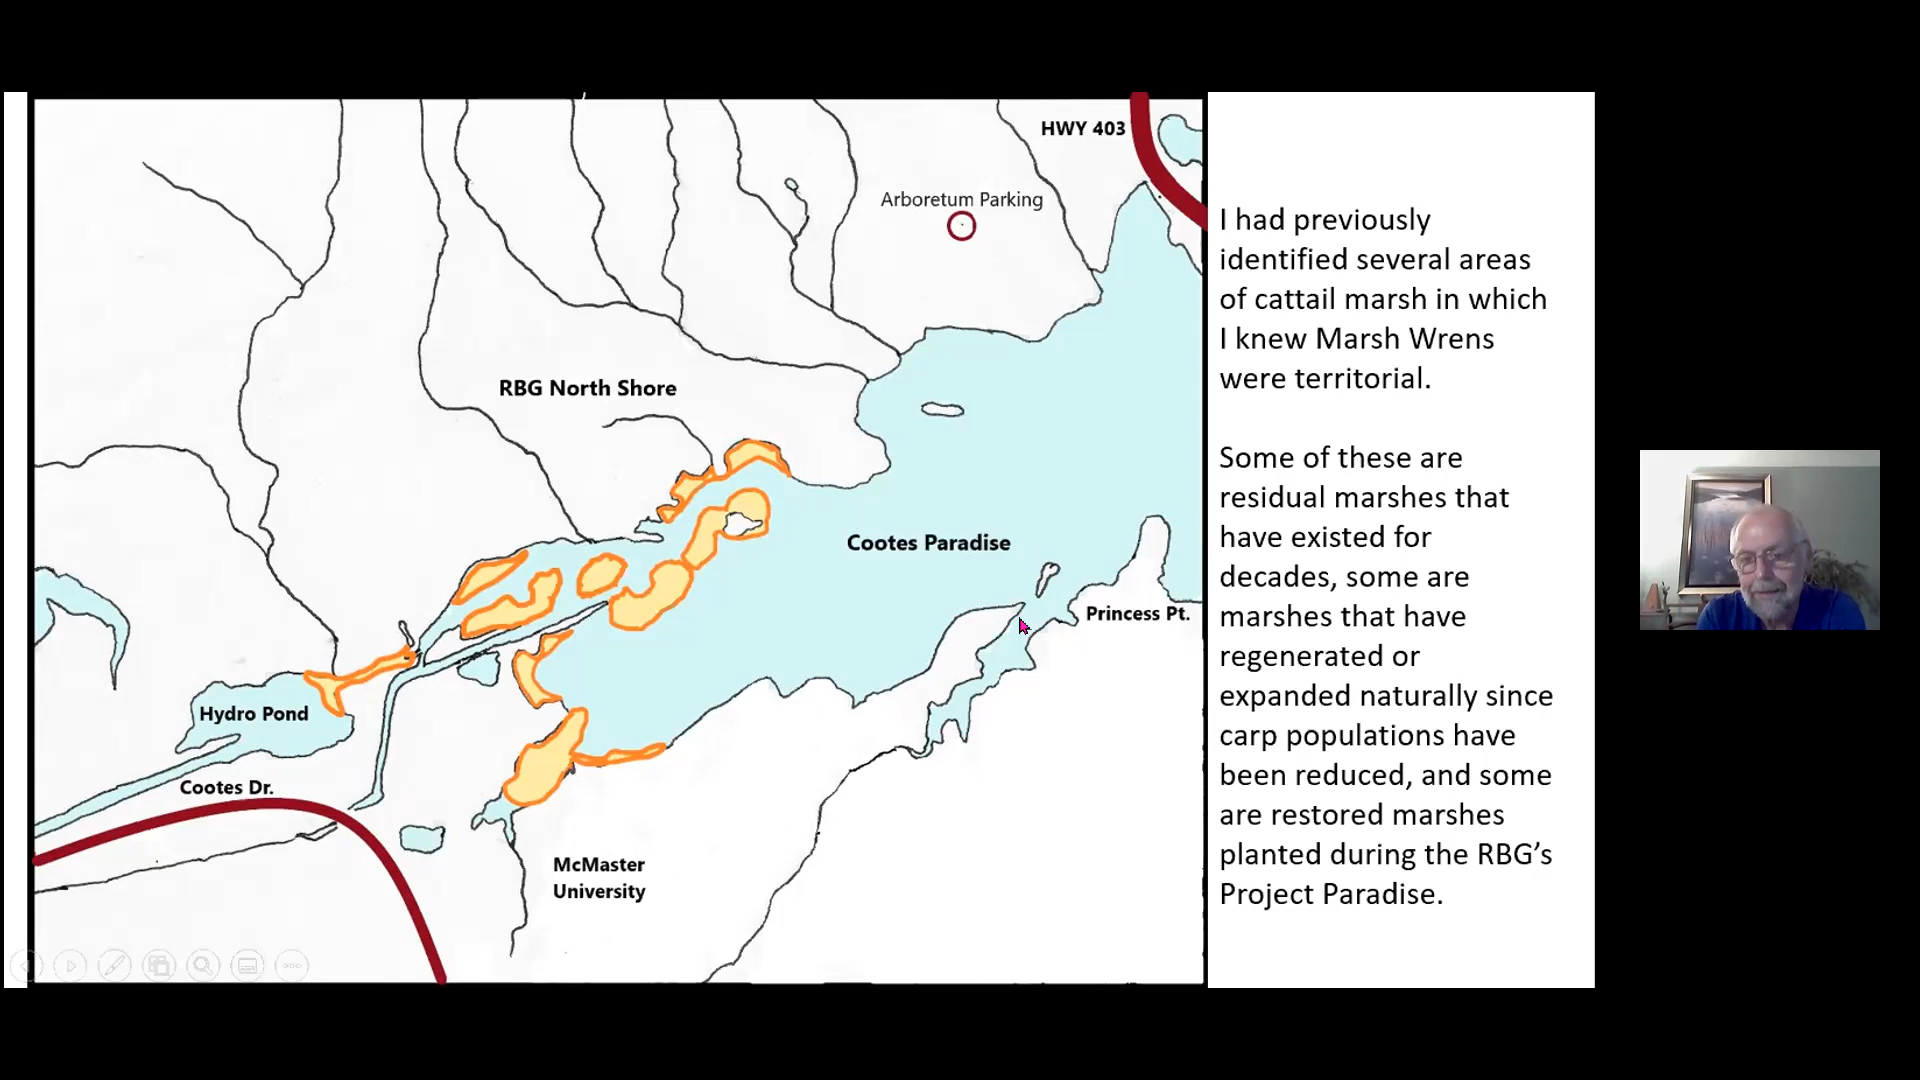 HWY 403
Arboretum Parking
RBG North Shore
Cootes Paradise
Princess Pt.
Hydro Pond
Cootes Dr.
McMaster
University
I had previously
identified several areas
of cattail marsh in which
I knew Marsh Wrens
were territorial.
Some of these are
residual marshes that
have existed for
decades, some are
marshes that have
regenerated or
expanded naturally since
carp populations have
been reduced, and some
are restored marshes
planted during the RBG’s
Project Paradise.